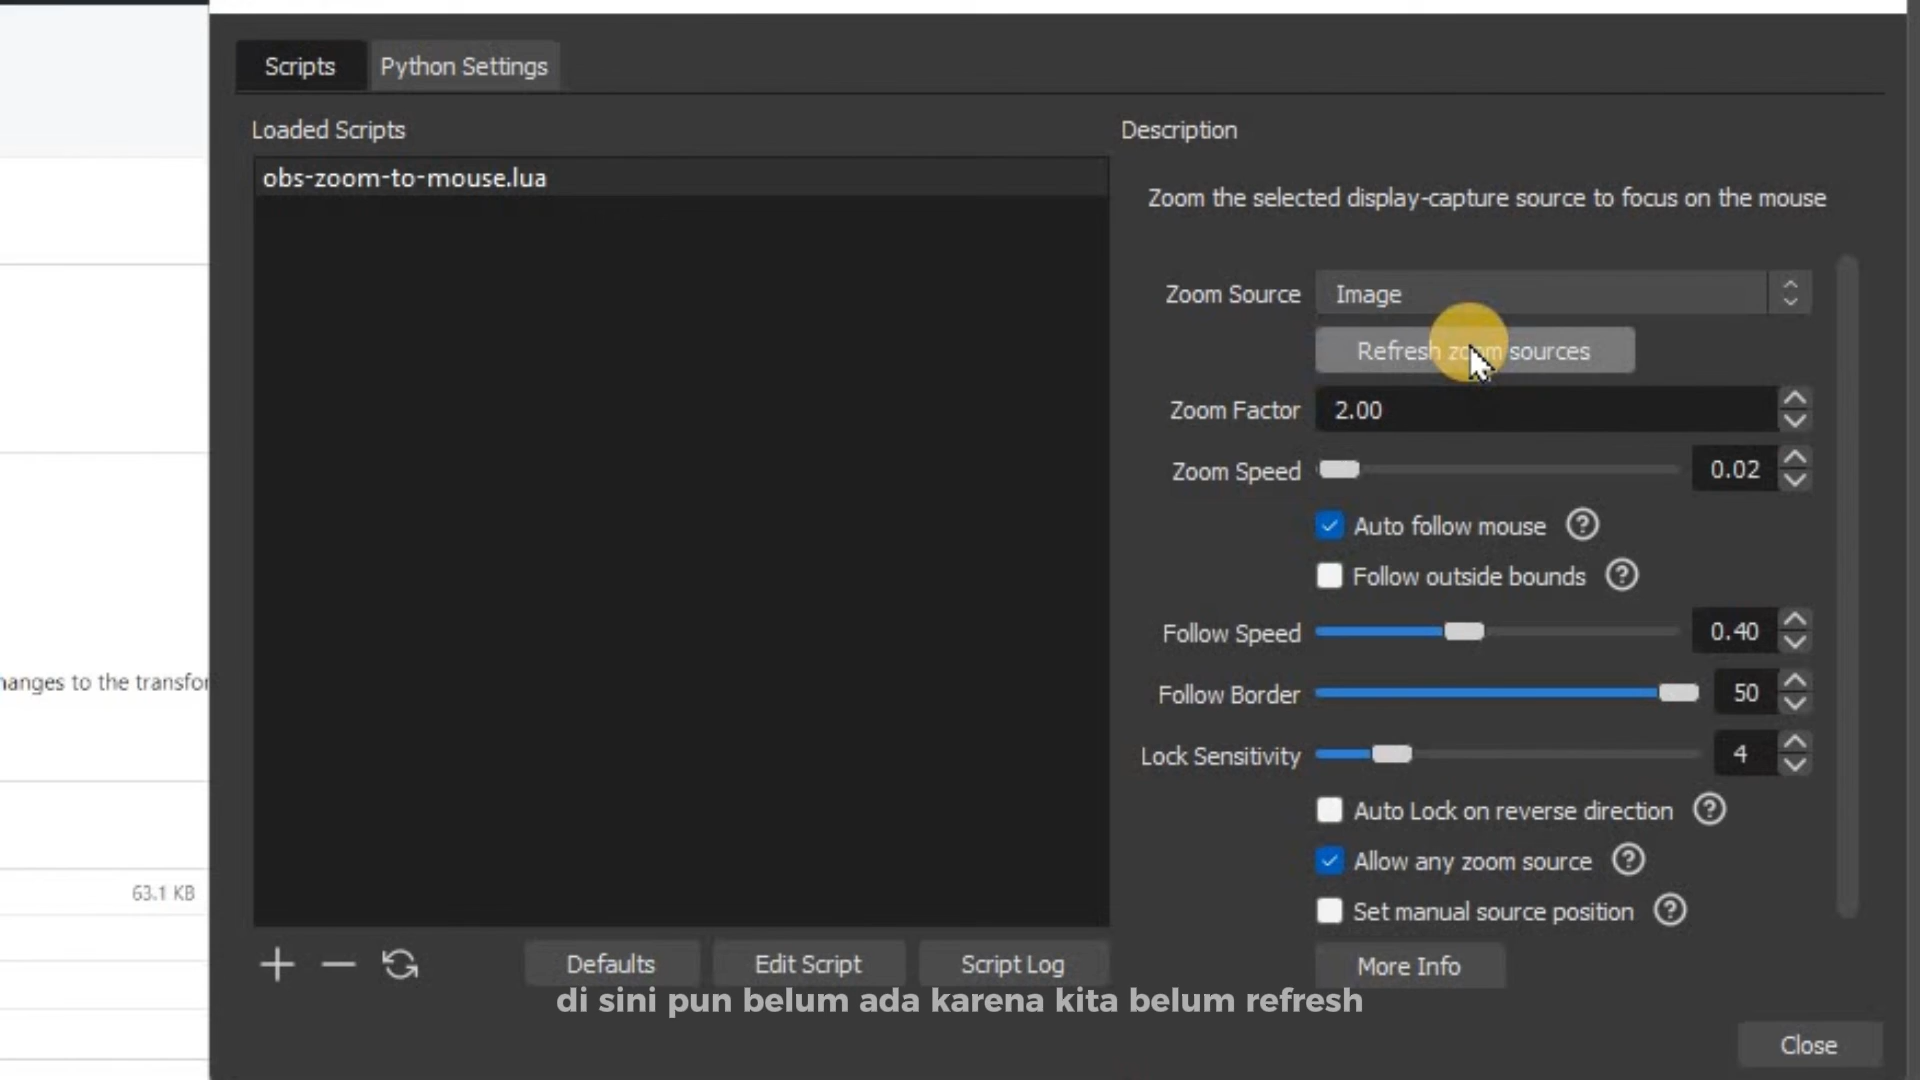 Scripts
Python Settings
Loaded Scripts
obs-zoom-to-mouse.lua
Description
Zoom the selected display-capture source to focus on the mouse
Zoom Source
Image
Refresh zoom sources
Zoom Factor
2.00
Zoom Speed
0.02
Auto follow mouse
Follow outside bounds
Follow Speed
0.40
Follow Border
50
Lock Sensitivity
4
Auto Lock on reverse direction
Allow any zoom source
Set manual source position
More Info
to the
63.1 KB
Defaults
Edit Script
Script Log
di sini pun belum ada karena kita belum refresh
Close